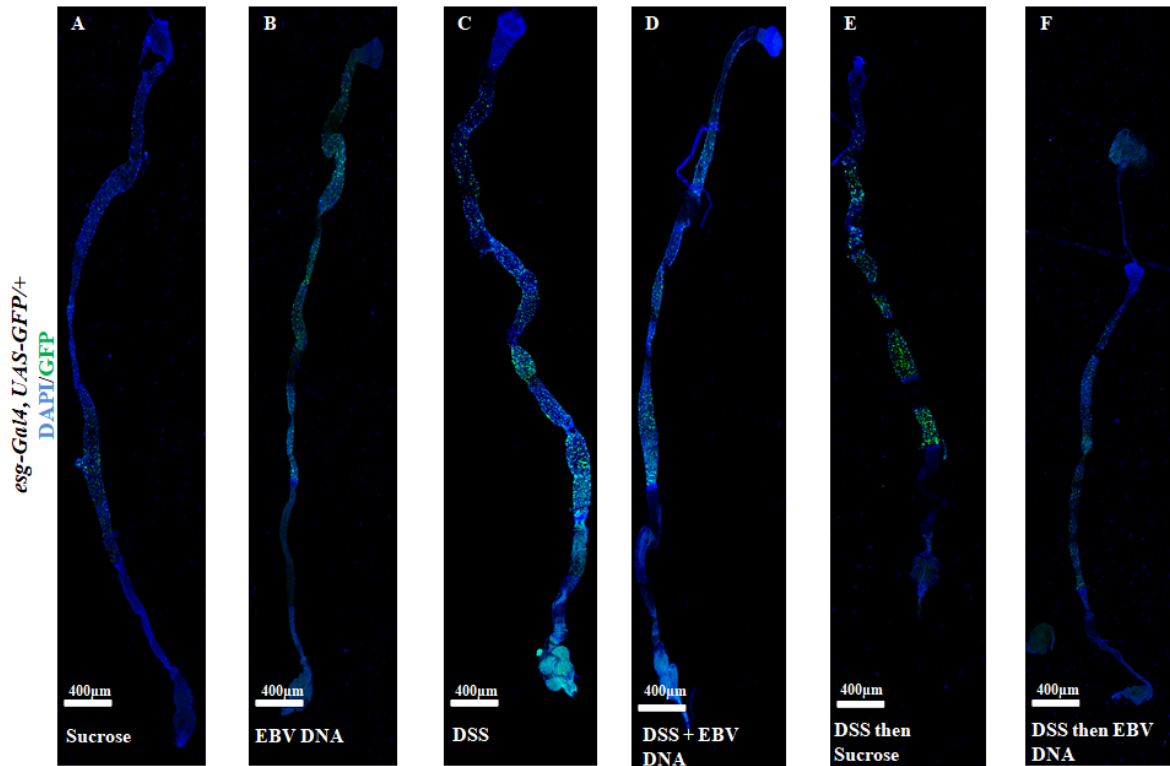 esg-Gal4, UAS-GFP/+
DAPI/GFP
A
400µm
Sucrose
B
400µm
EBV DNA
C
400µm
DSS
D
400µm
DSS + EBV
DNA
E
400µm
DSS then
Sucrose
F
400µm
DSS then EBV
DNA